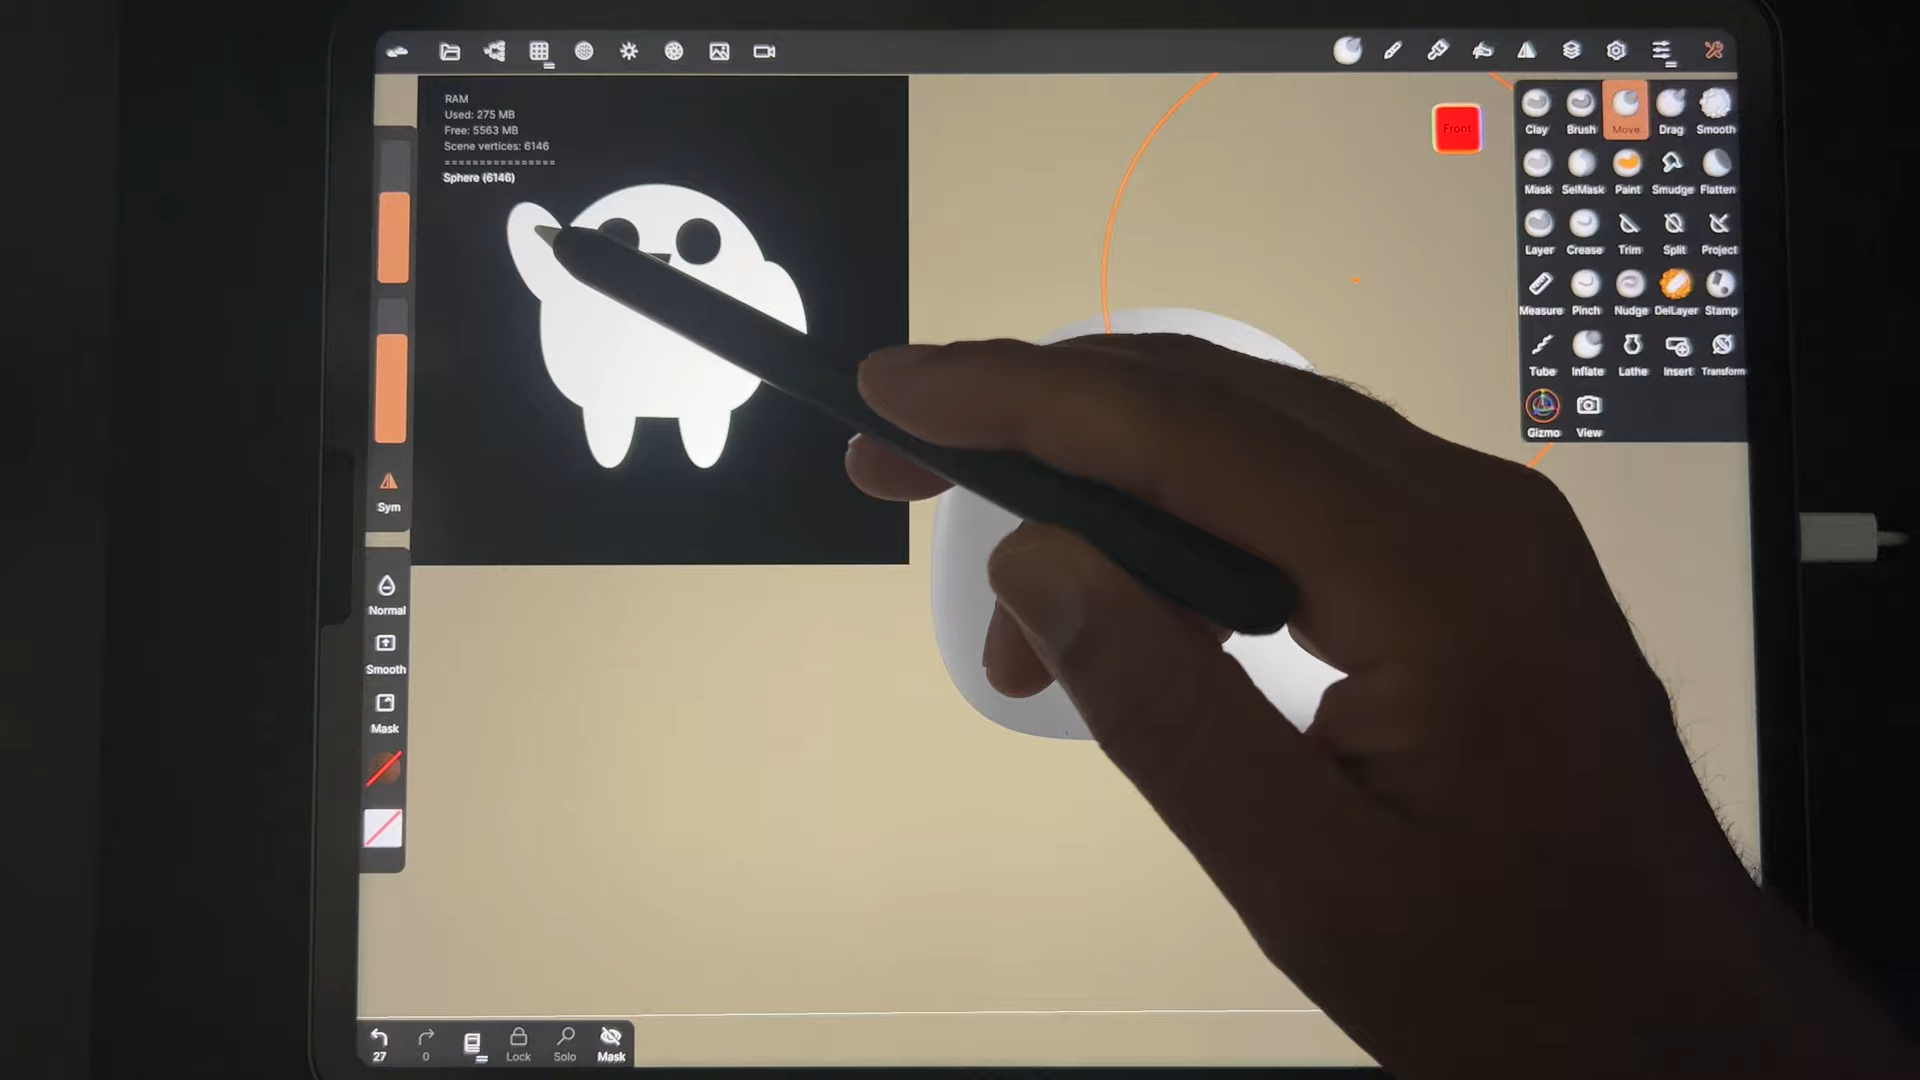 RAM
Used: 275 MB
Free: 5563 MB
Scene vertices: 6146
================
Sphere (6146)
Front
Clay Brush Move Drag Smooth
Mask SelMask Paint Smudge Flatten
Layer Crease Trim Split Project
Measure Pinch Nudge DelLayer Stamp
Tube Inflate Lathe Insert Transform
Gizmo View
Sym
Normal
Smooth
Mask
27 0 Lock Solo Mask